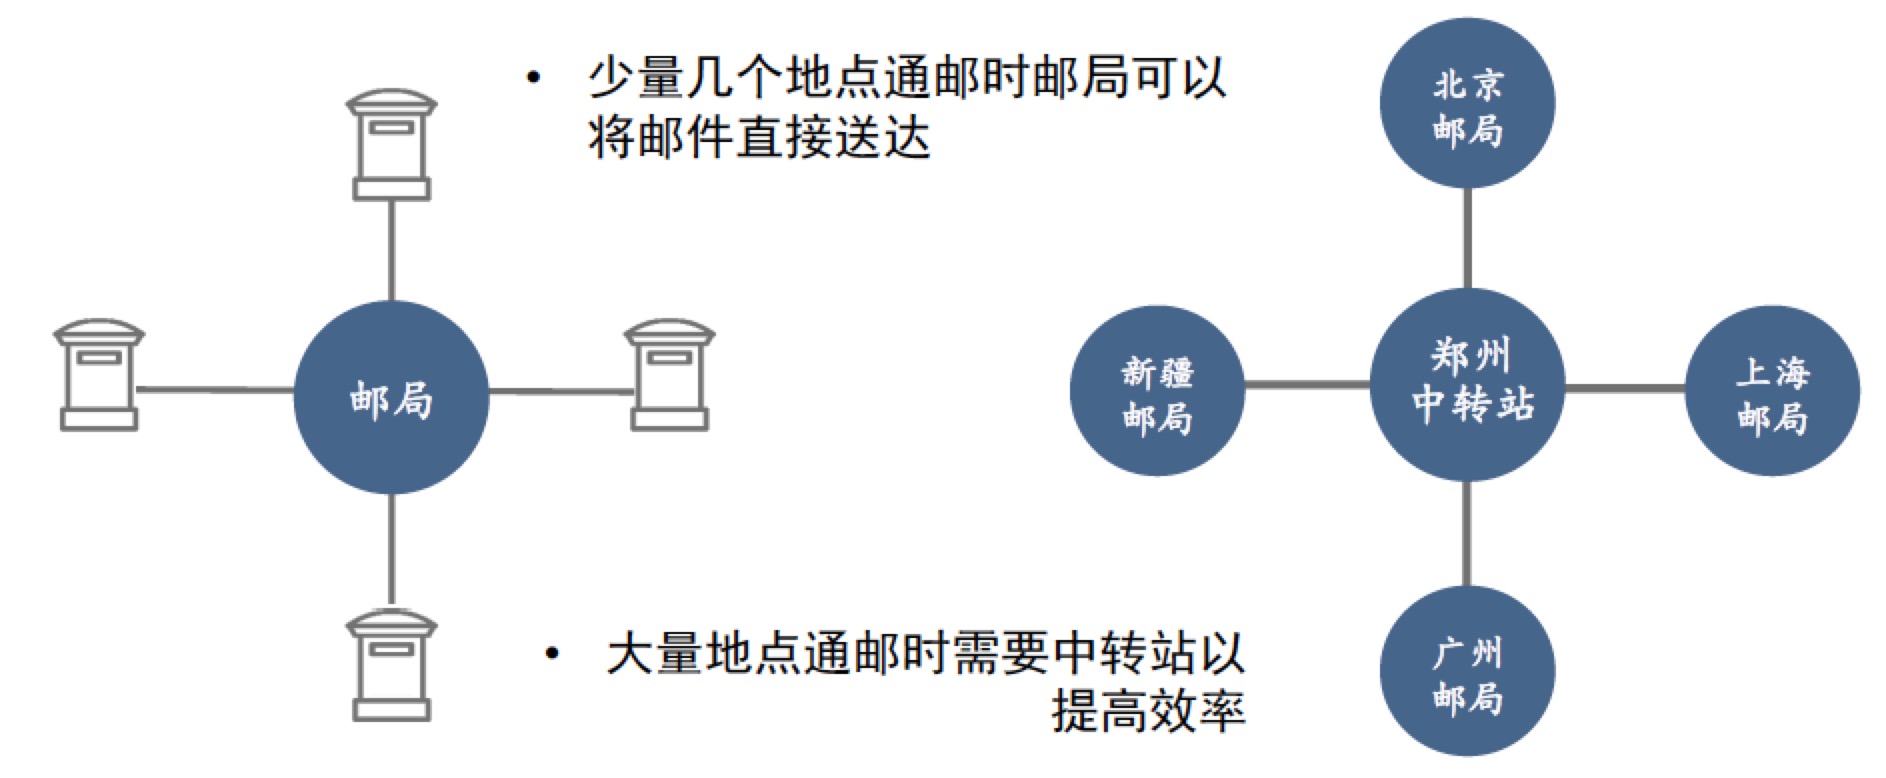 • 少量几个地点通邮时邮局可以
将邮件直接送达
邮局
• 大量地点通邮时需要中转站以
提高效率
北京
邮局
新疆
邮局
郑州
中转站
上海
邮局
广州
邮局